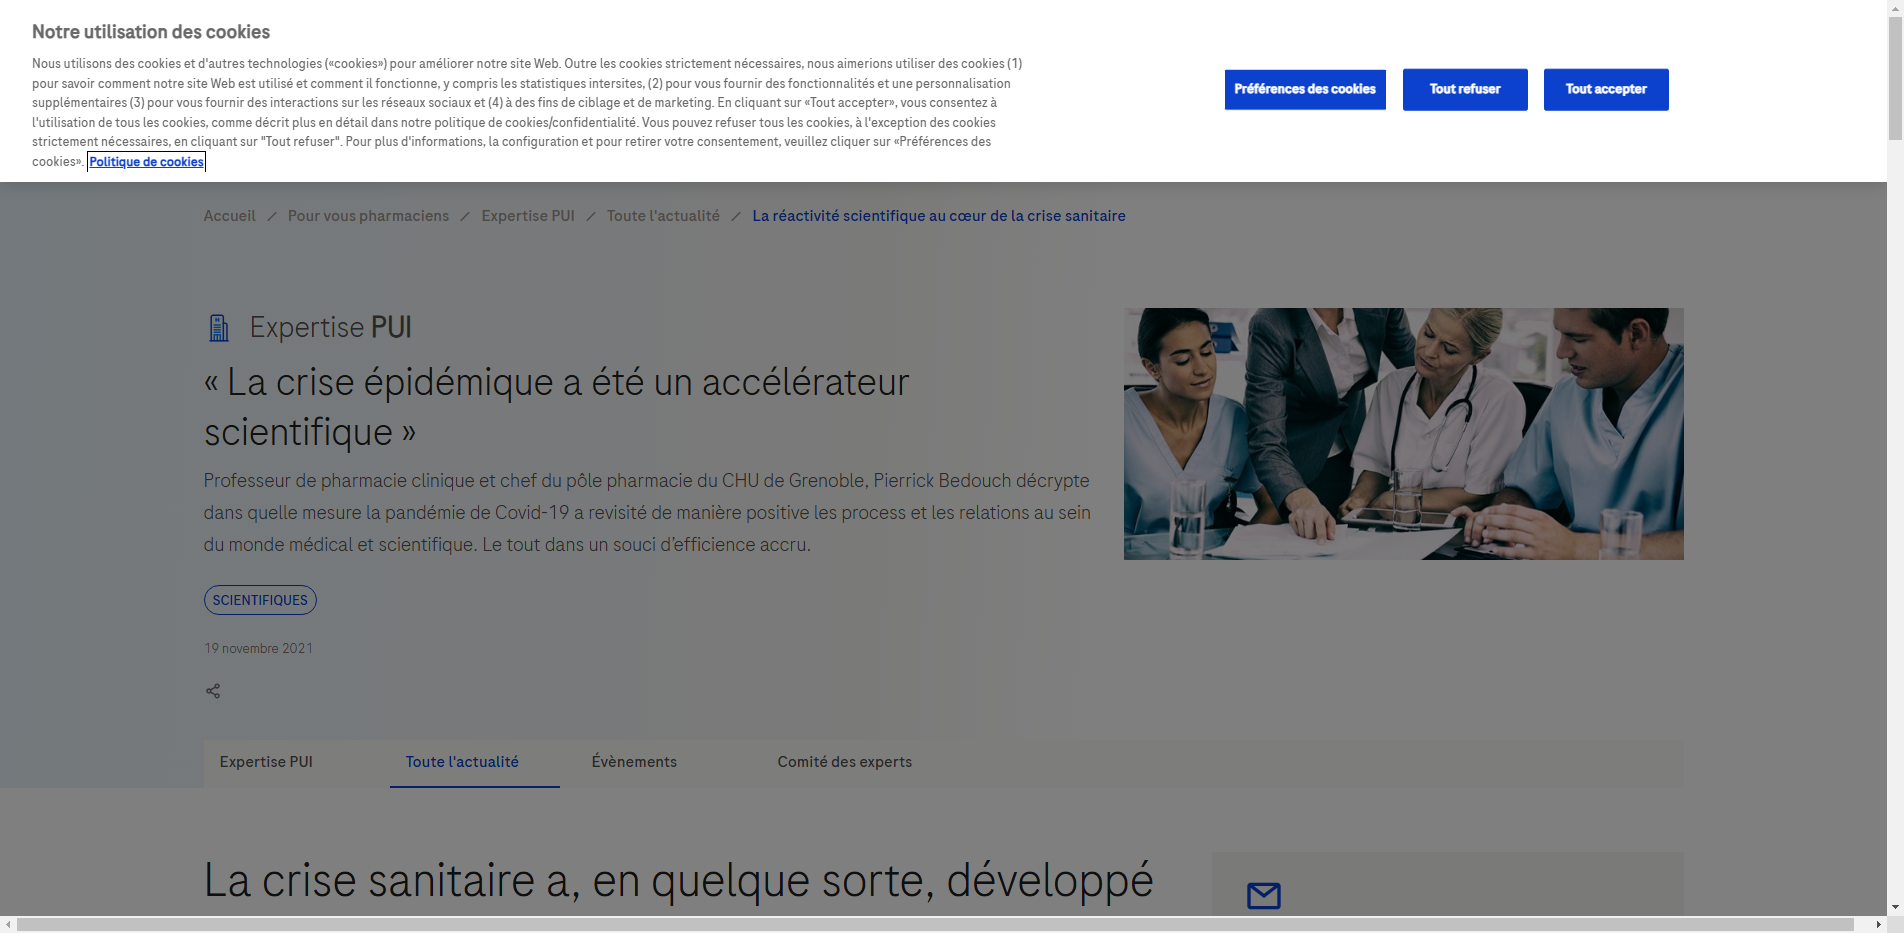 Notre utilisation des cookies
Nous utilisons des cookies et d'autres technologies («cookies») pour améliorer notre site Web. Outre les cookies strictement nécessaires, nous aimerions utiliser des cookies (1)
pour savoir comment notre site Web est utilisé et comment il fonctionne, y compris les statistiques intersites, (2) pour vous fournir des fonctionnalités et une personnalisation
supplémentaires (3) pour vous fournir des interactions sur les réseaux sociaux et (4) à des fins de ciblage et de marketing. En cliquant sur «Tout accepter», vous consentez à
l'utilisation de tous les cookies, comme décrit plus en détail dans notre politique de cookies/confidentialité. Vous pouvez refuser tous les cookies, à l'exception des cookies
strictement nécessaires, en cliquant sur "Tout refuser". Pour plus d'informations, la configuration et pour retirer votre consentement, veuillez cliquer sur «Préférences des
cookies». Politique de cookies
Préférences des cookies
Tout refuser
Tout accepter
Accueil / Pour vous pharmaciens / Expertise PUI / Toute l'actualité / La réactivité scientifique au cœur de la crise sanitaire
Expertise PUI
« La crise épidémique a été un accélérateur
scientifique »
Professeur de pharmacie clinique et chef du pôle pharmacie du CHU de Grenoble, Pierrick Bedouch décrypte
dans quelle mesure la pandémie de Covid-19 a revisité de manière positive les process et les relations au sein
du monde médical et scientifique. Le tout dans un souci d’efficience accru.
SCIENTIFIQUES
19 novembre 2021
Expertise PUI
Toute l'actualité
Évènements
Comité des experts
La crise sanitaire a, en quelque sorte, développé